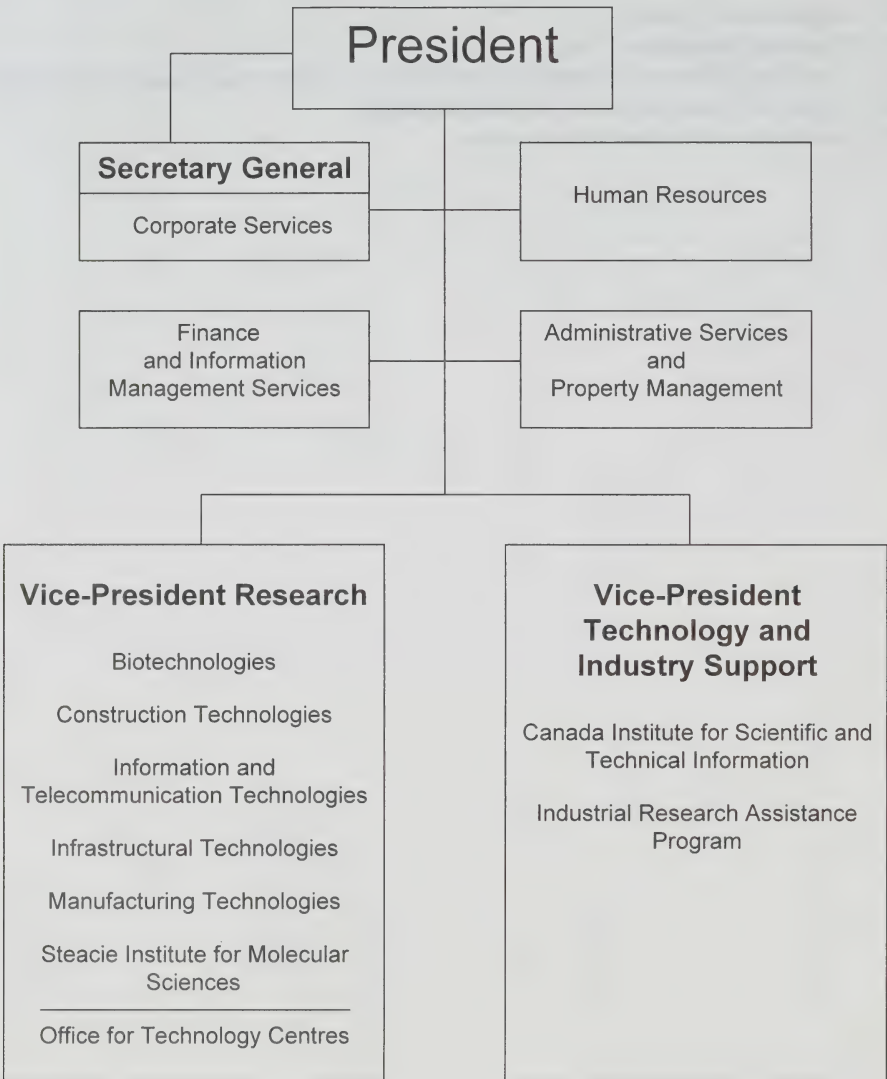 President
Secretary General
Corporate Services
Human Resources
Finance
and Information
Management Services
Administrative Services
and
Property Management
Vice-President Research
Biotechnologies
Construction Technologies
Information and
Telecommunication Technologies
Infrastructural Technologies
Manufacturing Technologies
Steacie Institute for Molecular
Sciences
Office for Technology Centres
Vice-President
Technology and
Industry Support
Canada Institute for Scientific and
Technical Information
Industrial Research Assistance
Program